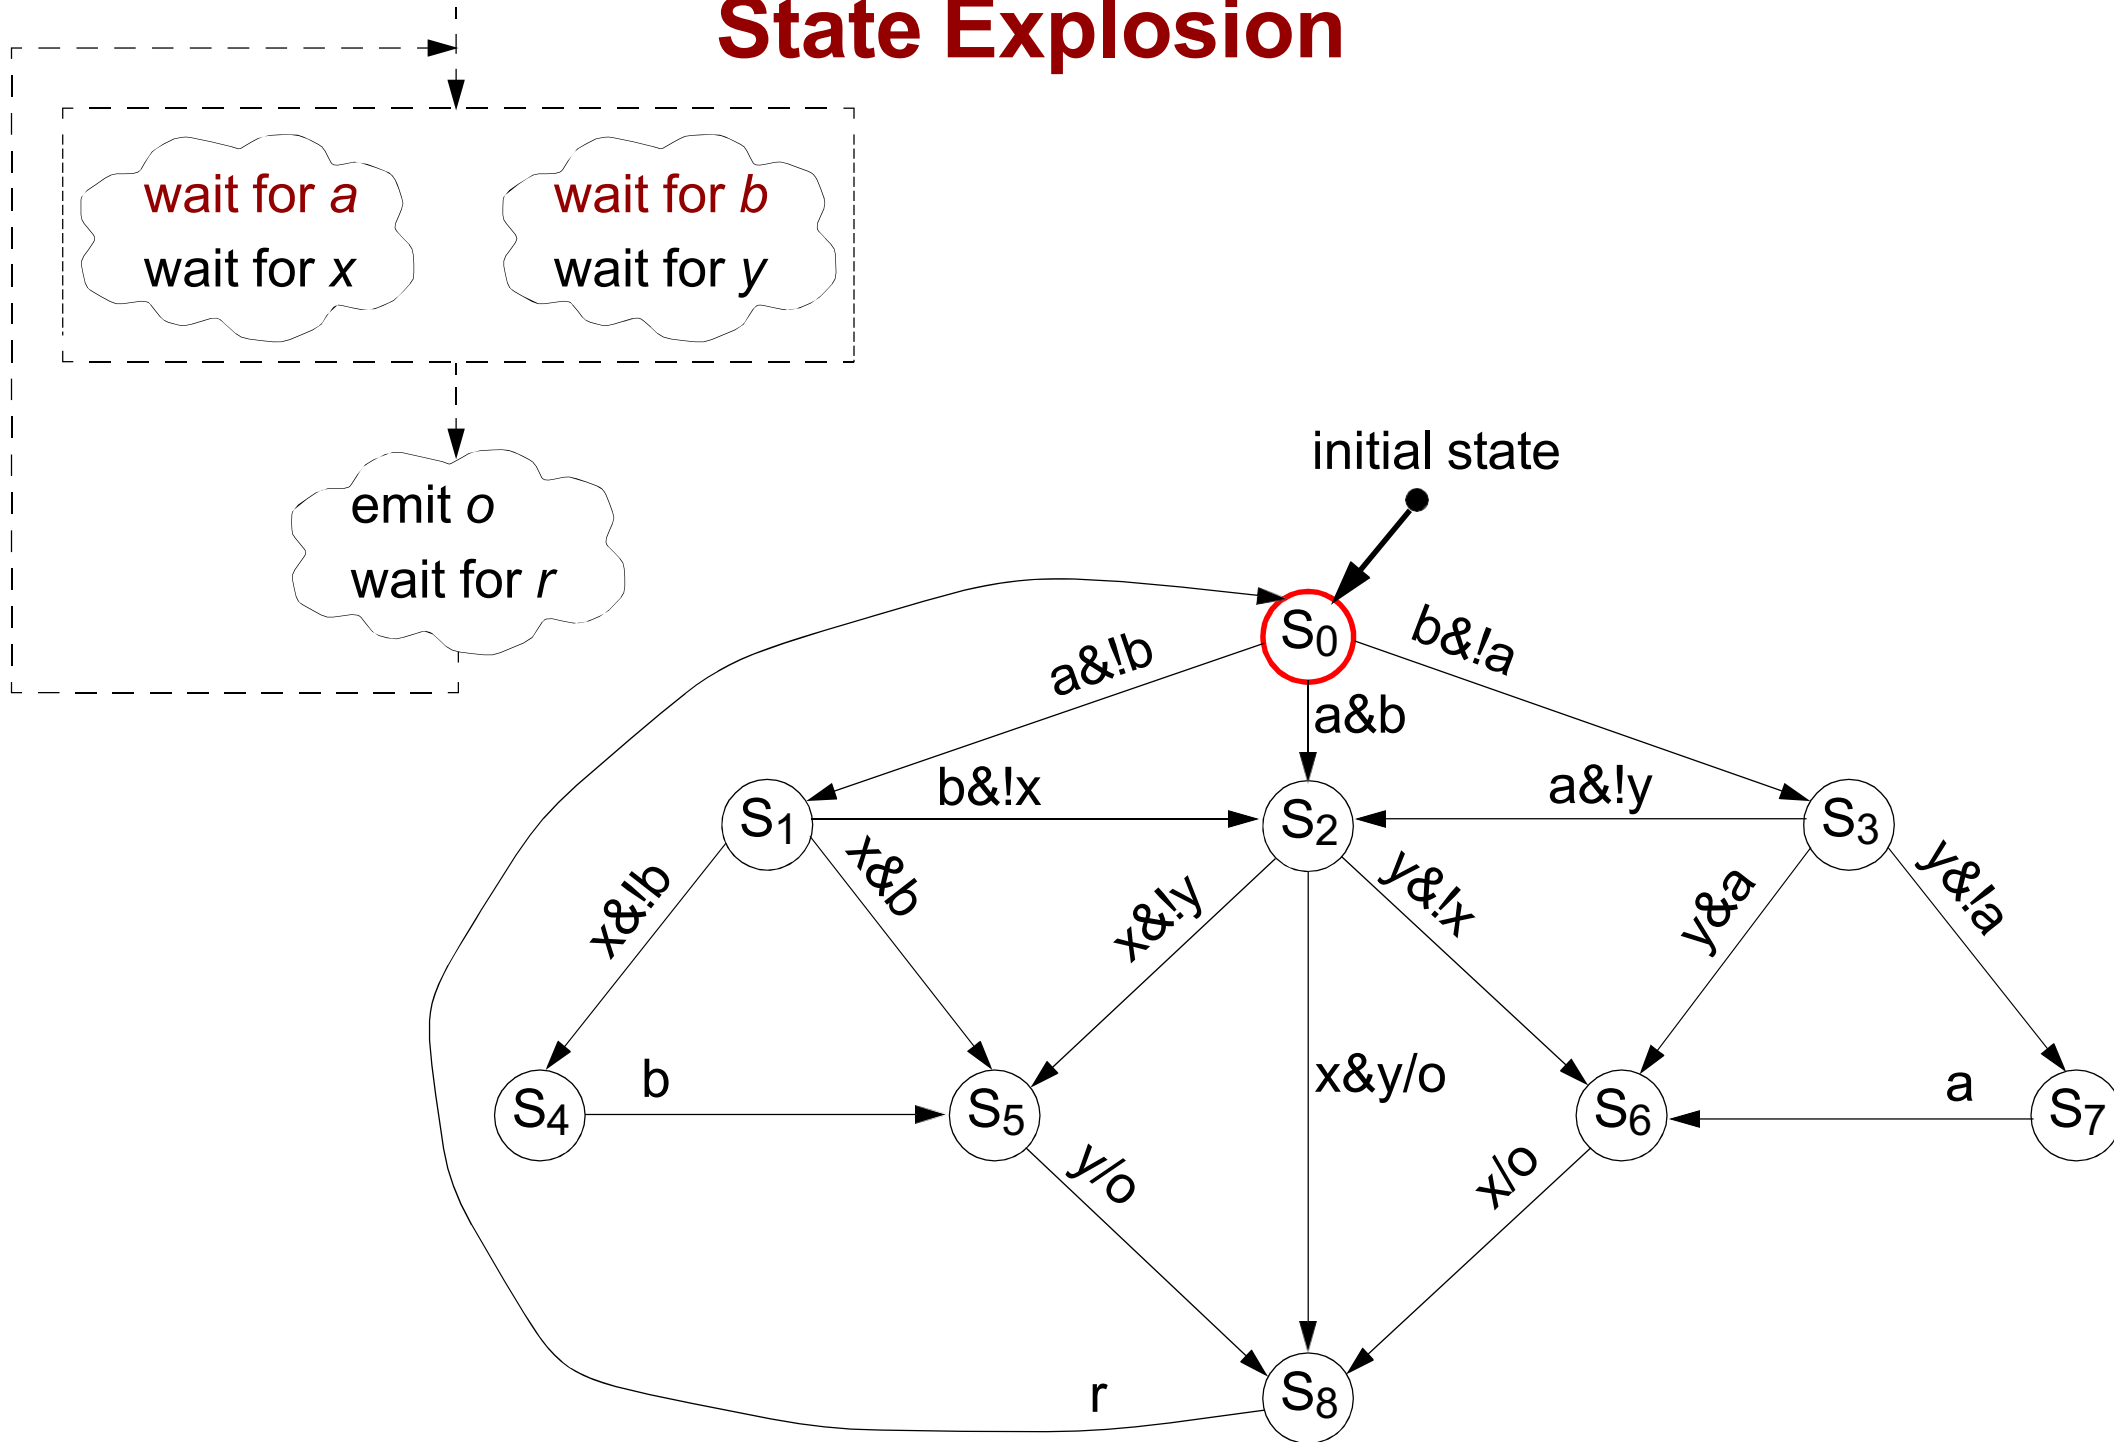 State Explosion
wait for a
wait for x
wait for b
wait for y
emit o
wait for r
initial state
S0
a&!b
b&!a
a&b
b&!x
a&!y
S1
S2
S3
x&!b
x&b
x&!y
y&!x
y&a
y&!a
b
x&y/o
a
S4
S5
S6
S7
y/o
x/o
r
S8